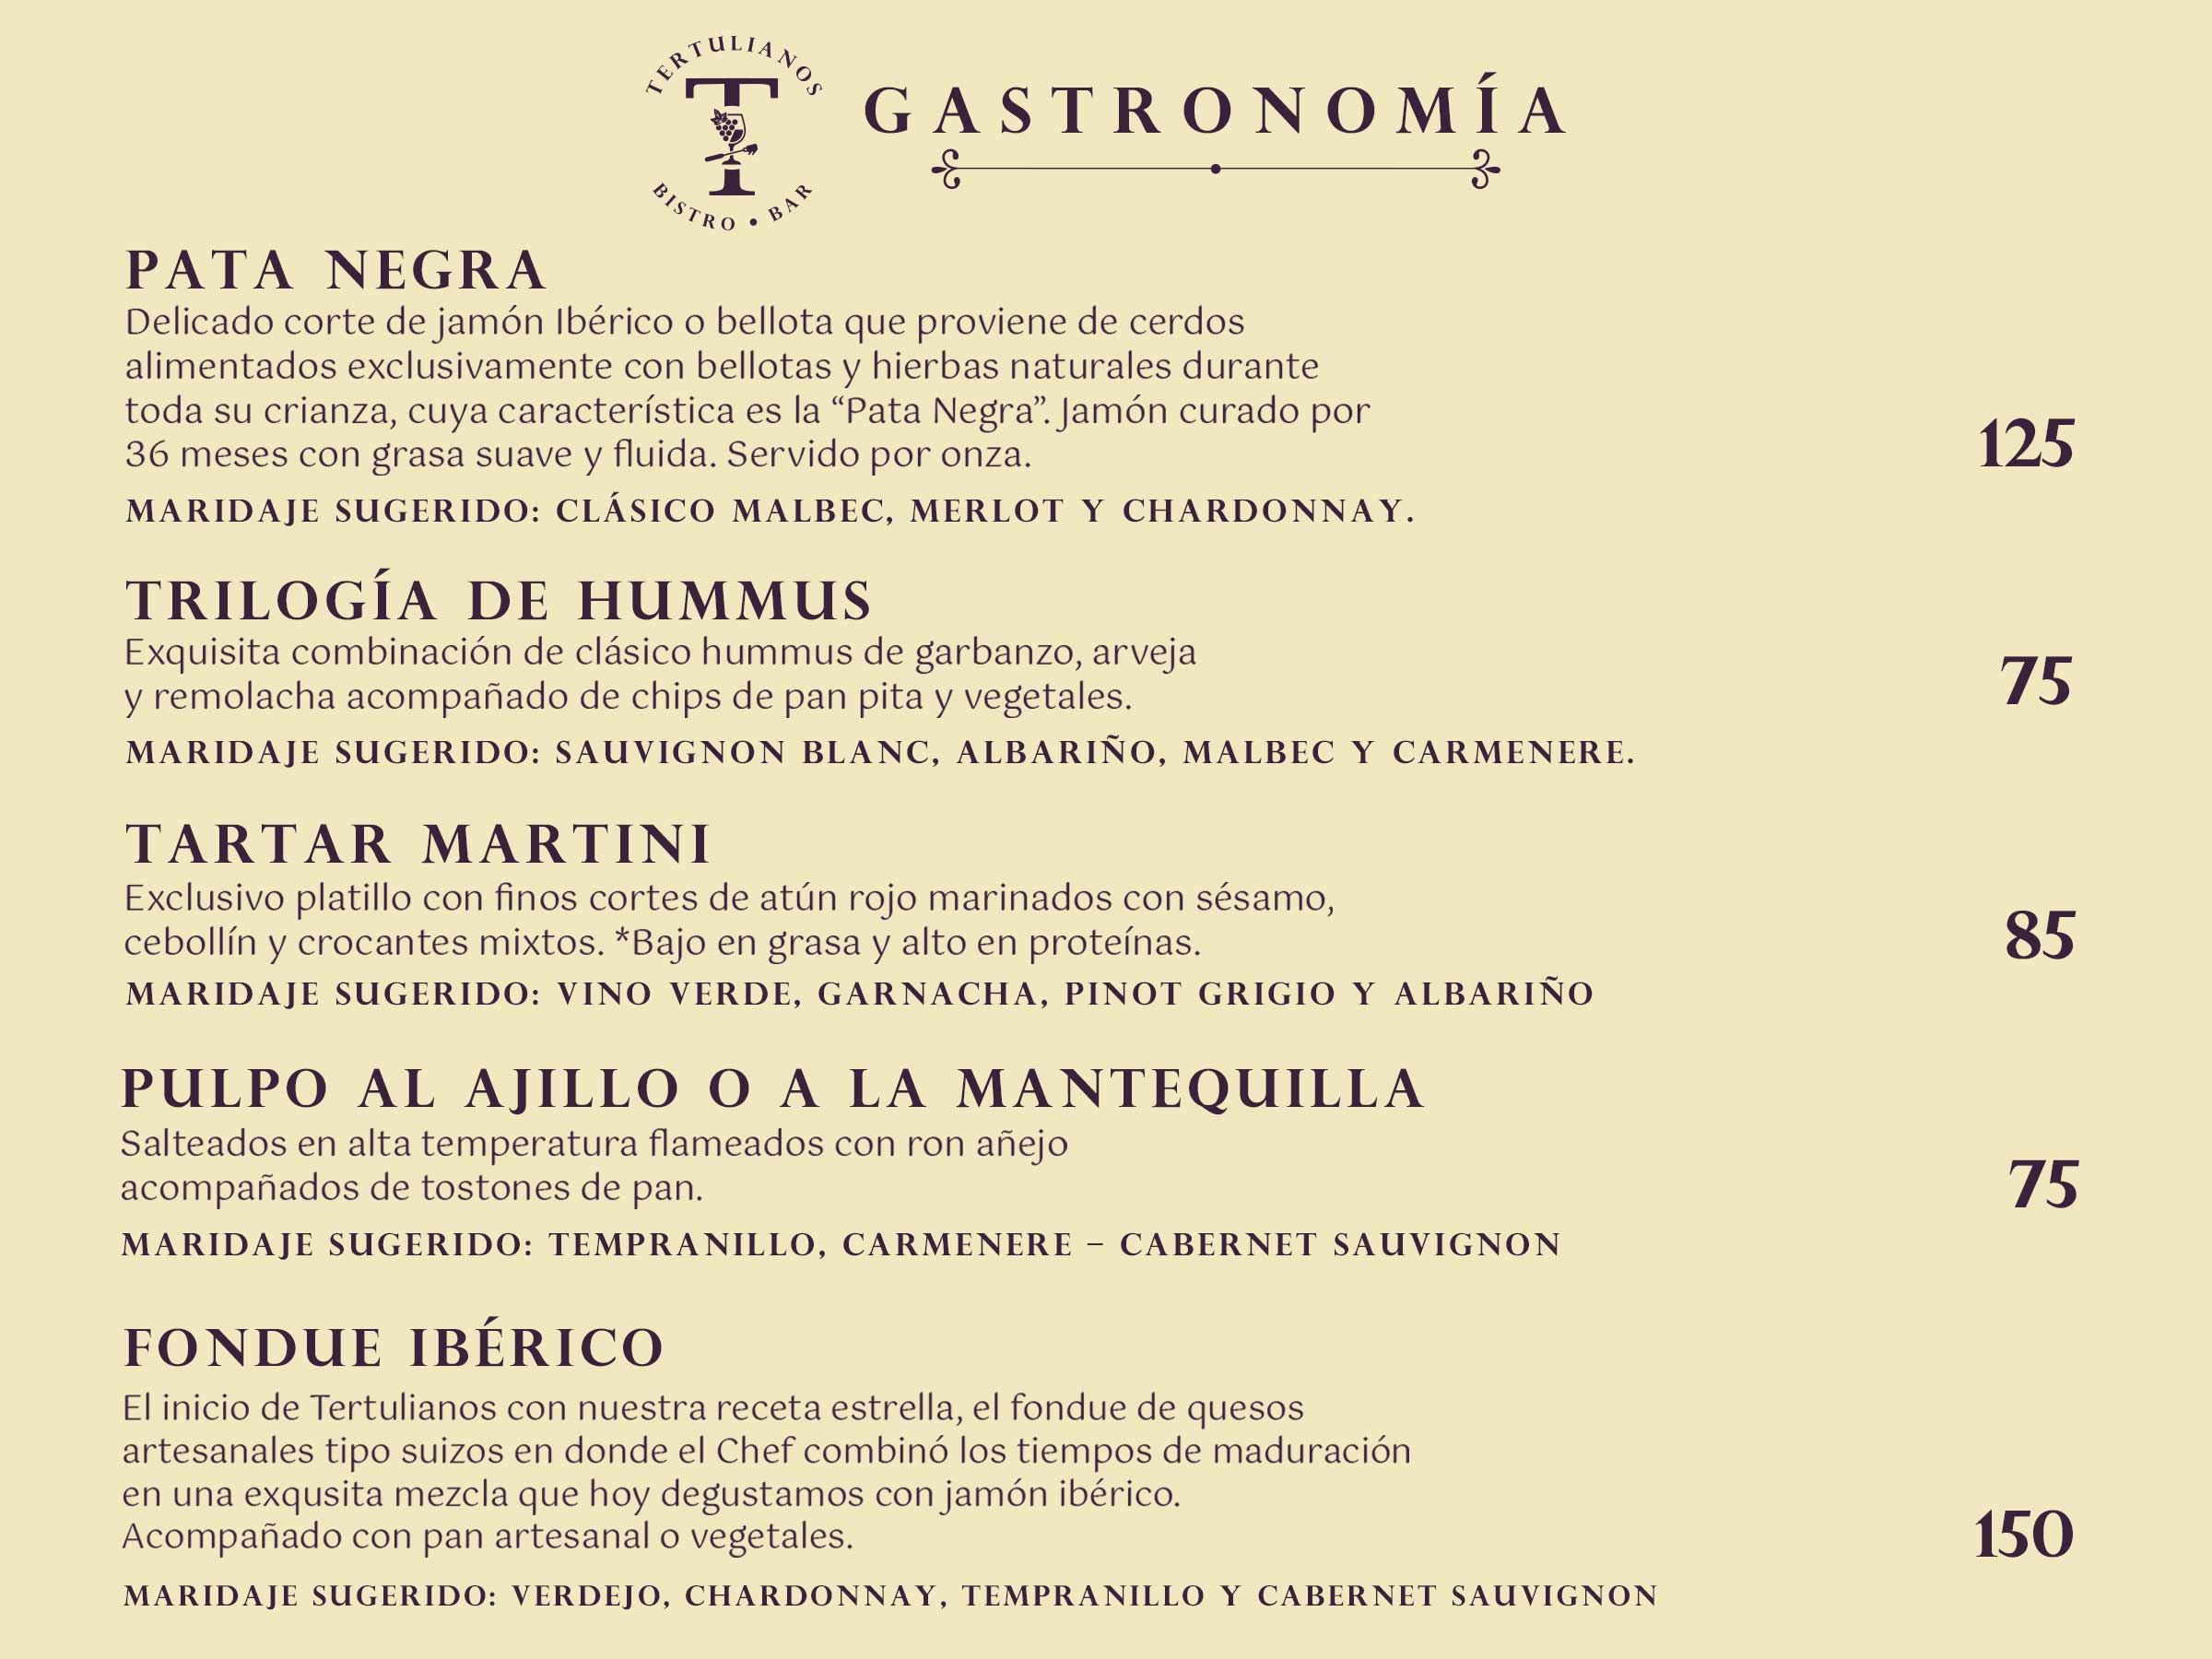 TERTULIANOS
T
BISTRO • BAR
GASTRONOMÍA
PATA NEGRA
Delicado corte de jamón Ibérico o bellota que proviene de cerdos
alimentados exclusivamente con bellotas y hierbas naturales durante
toda su crianza, cuya característica es la “Pata Negra”. Jamón curado por
36 meses con grasa suave y fluida. Servido por onza.
125
MARIDAJE SUGERIDO: CLÁSICO MALBEC, MERLOT Y CHARDONNAY.
TRILOGÍA DE HUMMUS
Exquisita combinación de clásico hummus de garbanzo, arveja
y remolacha acompañado de chips de pan pita y vegetales.
75
MARIDAJE SUGERIDO: SAUVIGNON BLANC, ALBARIÑO, MALBEC Y CARMENERE.
TARTAR MARTINI
Exclusivo platillo con finos cortes de atún rojo marinados con sésamo,
cebollín y crocantes mixtos. *Bajo en grasa y alto en proteínas.
85
MARIDAJE SUGERIDO: VINO VERDE, GARNACHA, PINOT GRIGIO Y ALBARIÑO
PULPO AL AJILLO O A LA MANTEQUILLA
Salteados en alta temperatura flameados con ron añejo
acompañados de tostones de pan.
75
MARIDAJE SUGERIDO: TEMPRANILLO, CARMENERE – CABERNET SAUVIGNON
FONDUE IBÉRICO
El inicio de Tertulianos con nuestra receta estrella, el fondue de quesos
artesanales tipo suizos en donde el Chef combinó los tiempos de maduración
en una exqusita mezcla que hoy degustamos con jamón ibérico.
Acompañado con pan artesanal o vegetales.
150
MARIDAJE SUGERIDO: VERDEJO, CHARDONNAY, TEMPRANILLO Y CABERNET SAUVIGNON